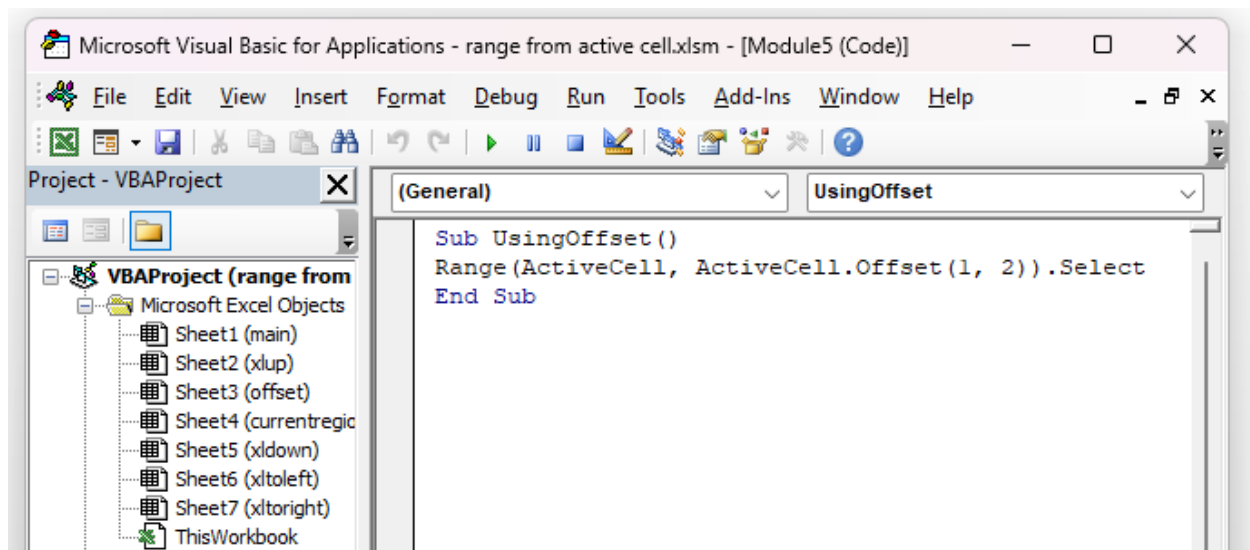 Microsoft Visual Basic for Applications - range from active cell.xlsm - [Module5 (Code)]
File Edit View Insert Format Debug Run Tools Add-Ins Window Help
Project - VBAProject
(General) UsingOffset
VBAProject (range from
Microsoft Excel Objects
Sheet1 (main)
Sheet2 (xlup)
Sheet3 (offset)
Sheet4 (currentregio
Sheet5 (xldown)
Sheet6 (xltoleft)
Sheet7 (xltoright)
ThisWorkbook
Sub UsingOffset()
Range(ActiveCell, ActiveCell.Offset(1, 2)).Select
End Sub